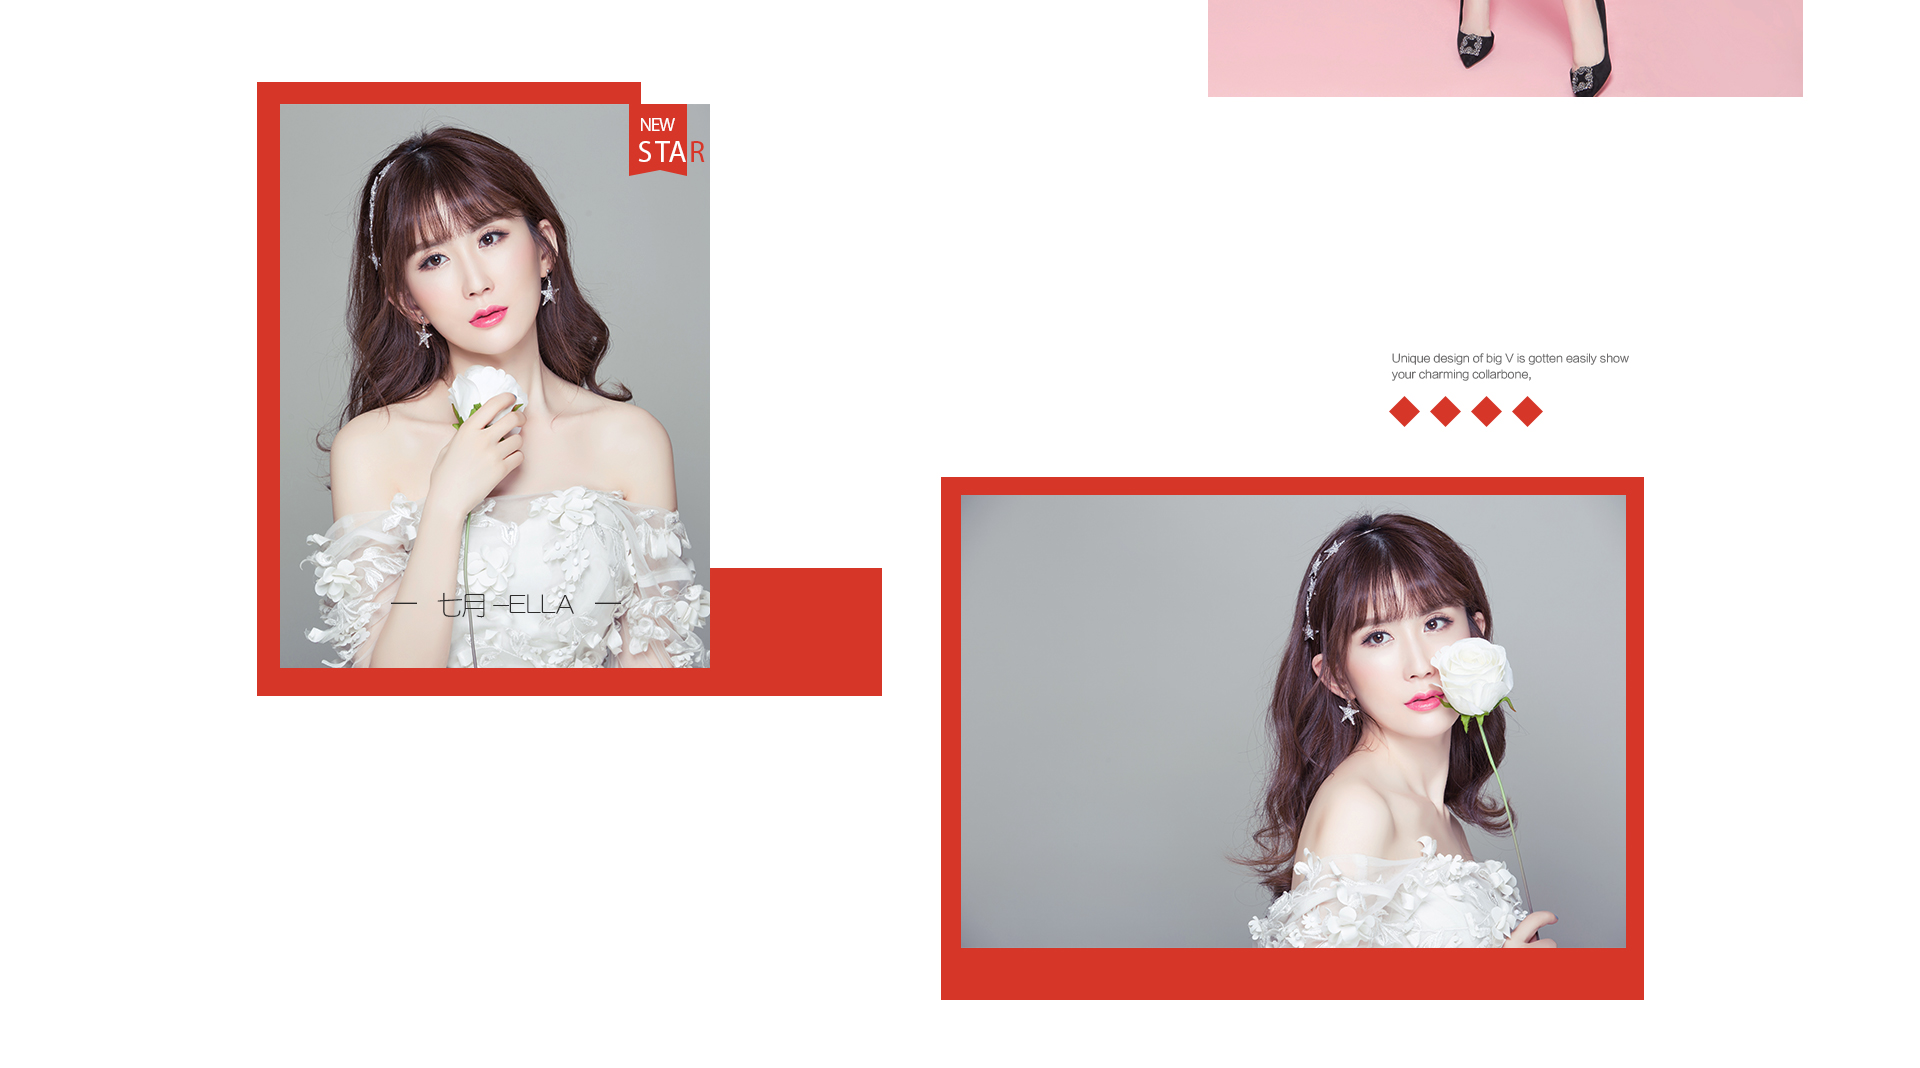 NEW
STAR
— 七月 –ELLA —
Unique design of big V is gotten easily show
your charming collarbone,